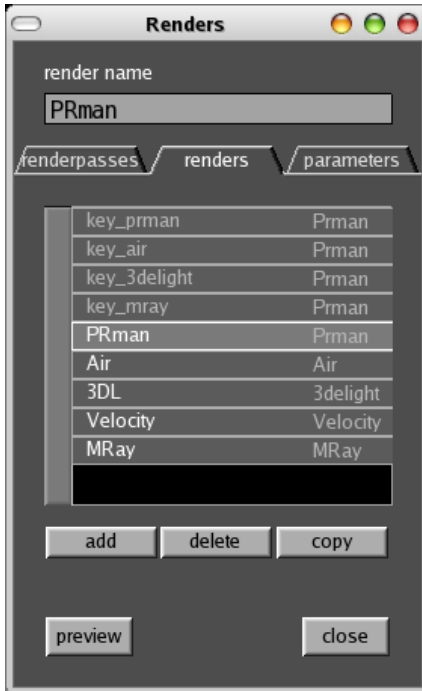 Renders
render name
PRman
renderpasses renders parameters
key_prman Prman
key_air Prman
key_3delight Prman
key_mray Prman
PRman Prman
Air Air
3DL 3delight
Velocity Velocity
MRay MRay
add delete copy
preview close